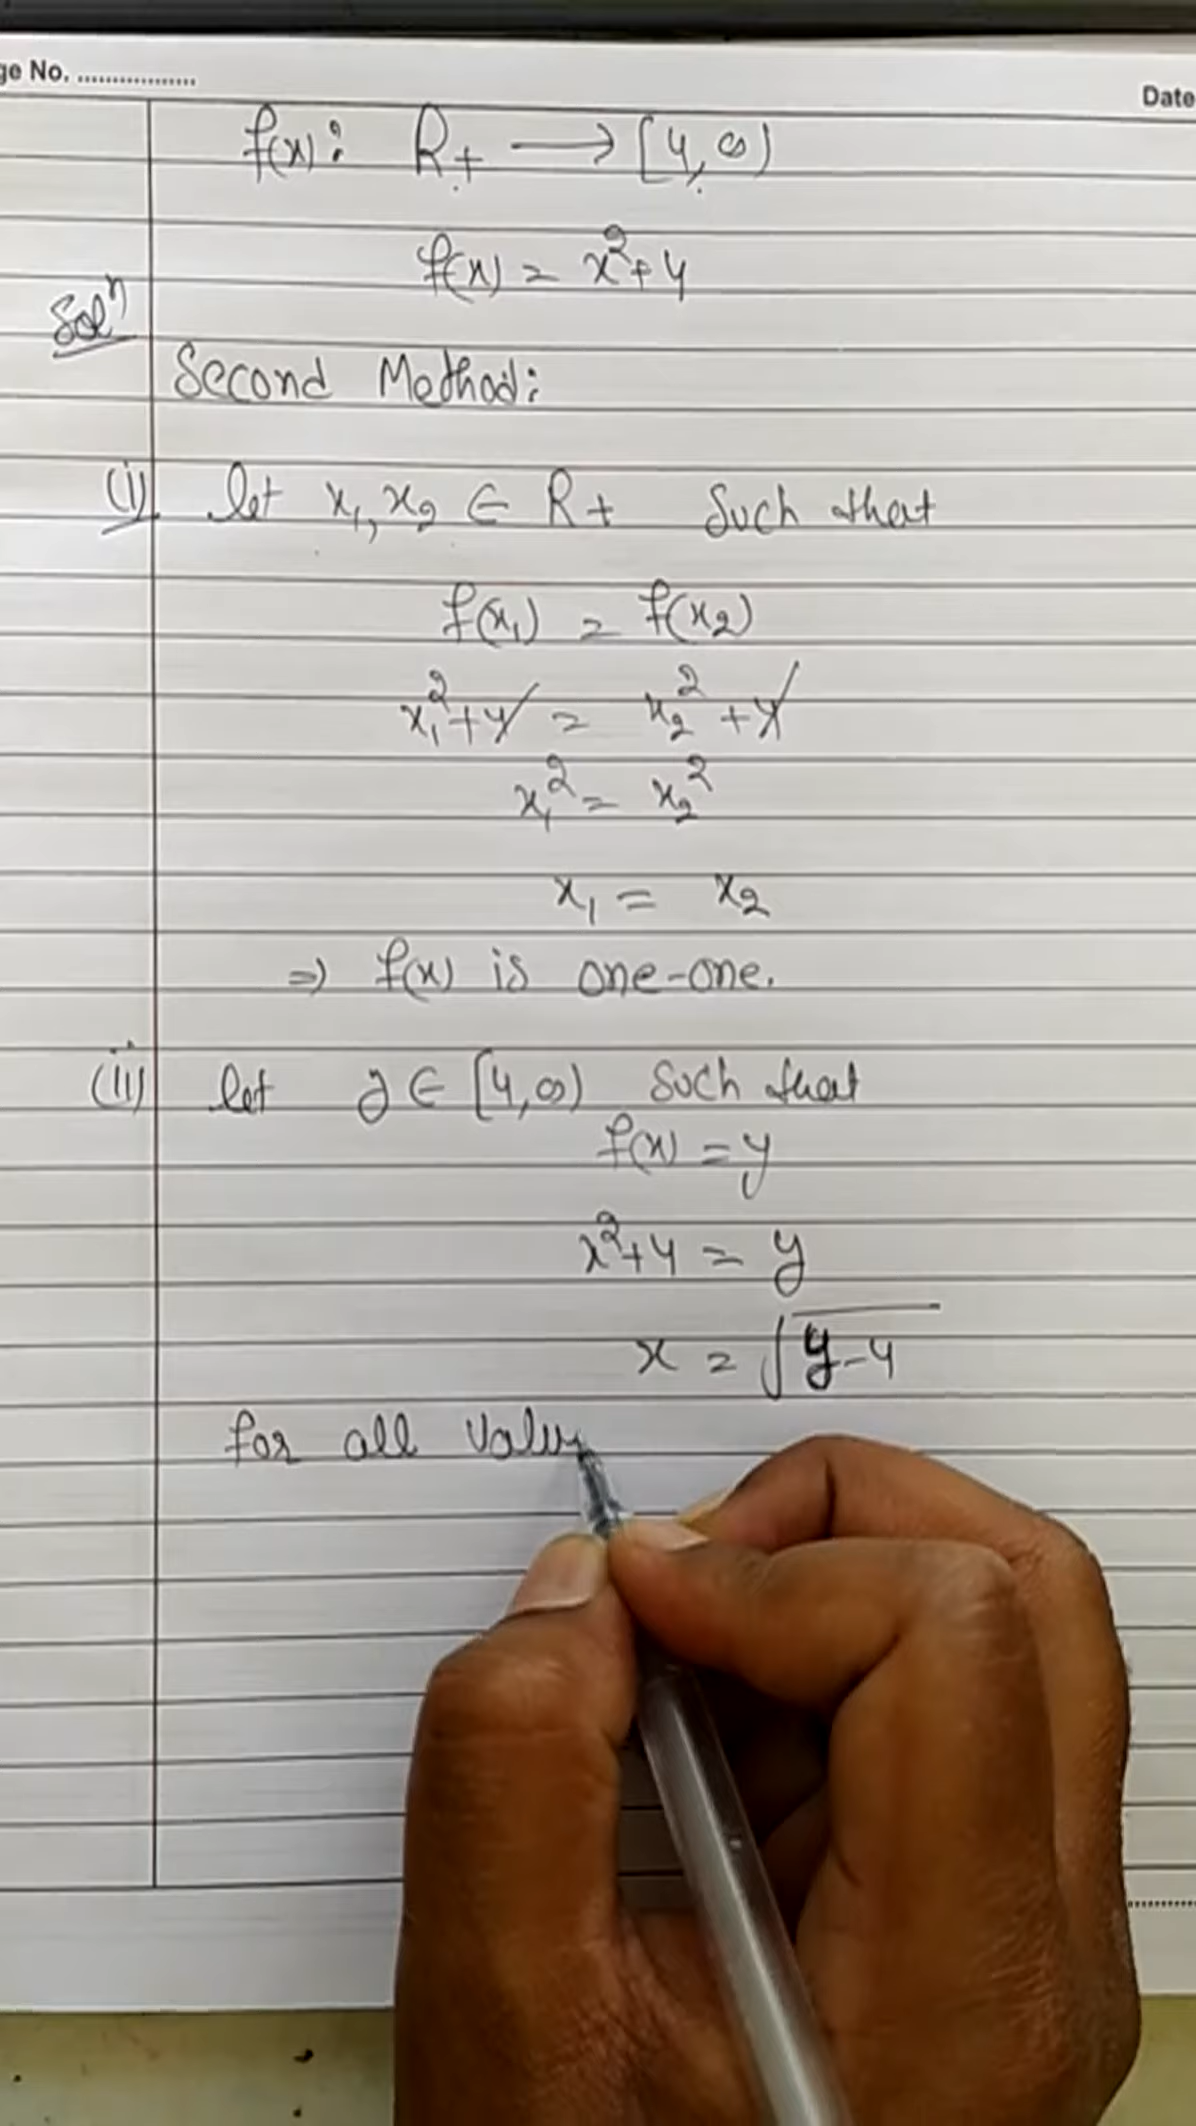 ge No. .................
Date
f(x): R+ → [4, ∞)
f(x) = x²+4
Solⁿ
Second Method:
(i) let x₁, x₂ ∈ R+ Such that
f(x₁) = f(x₂)
x₁²+4 = x₂²+4
x₁² = x₂²
x₁ = x₂
⇒ f(x) is one-one.
(ii) let y ∈ [4, ∞) Such that
f(x) = y
x²+4 = y
x = √y-4
for all valu